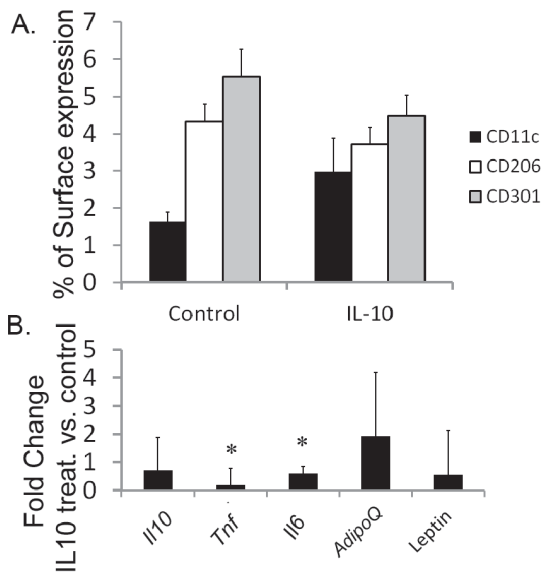 A.
% of Surface expression
7
6
5
4
3
2
1
0
Control
IL-10
CD11c
CD206
CD301
B.
Fold Change
IL10 treat. vs. control
5
4
3
2
1
0
*
*
Il10
Tnf
Il6
AdipoQ
Leptin